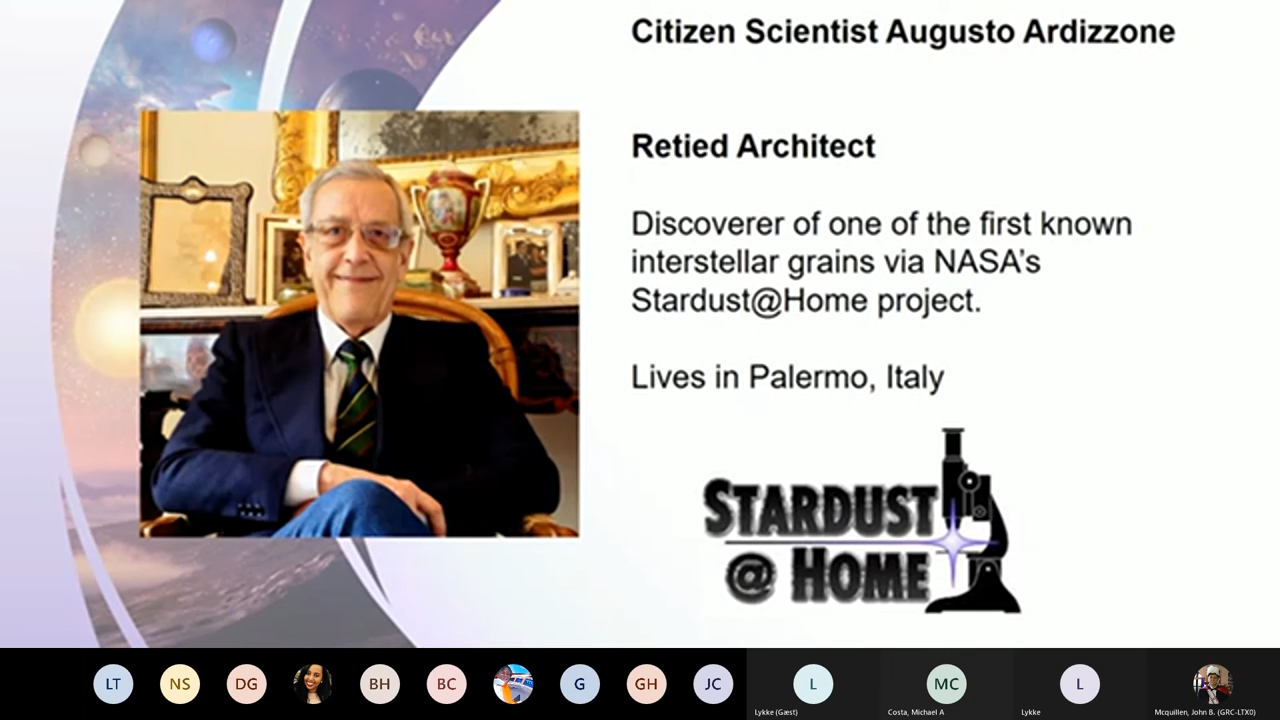 Citizen Scientist Augusto Ardizzone
Retied Architect
Discoverer of one of the first known
interstellar grains via NASA's
Stardust@Home project.
Lives in Palermo, Italy
STARDUST
@ HOME
LT NS DG BH BC G GH JC L MC L
Lykke (Gæst) Costa, Michael A Lykke Mcquillen, John B. (GRC-LTX0)